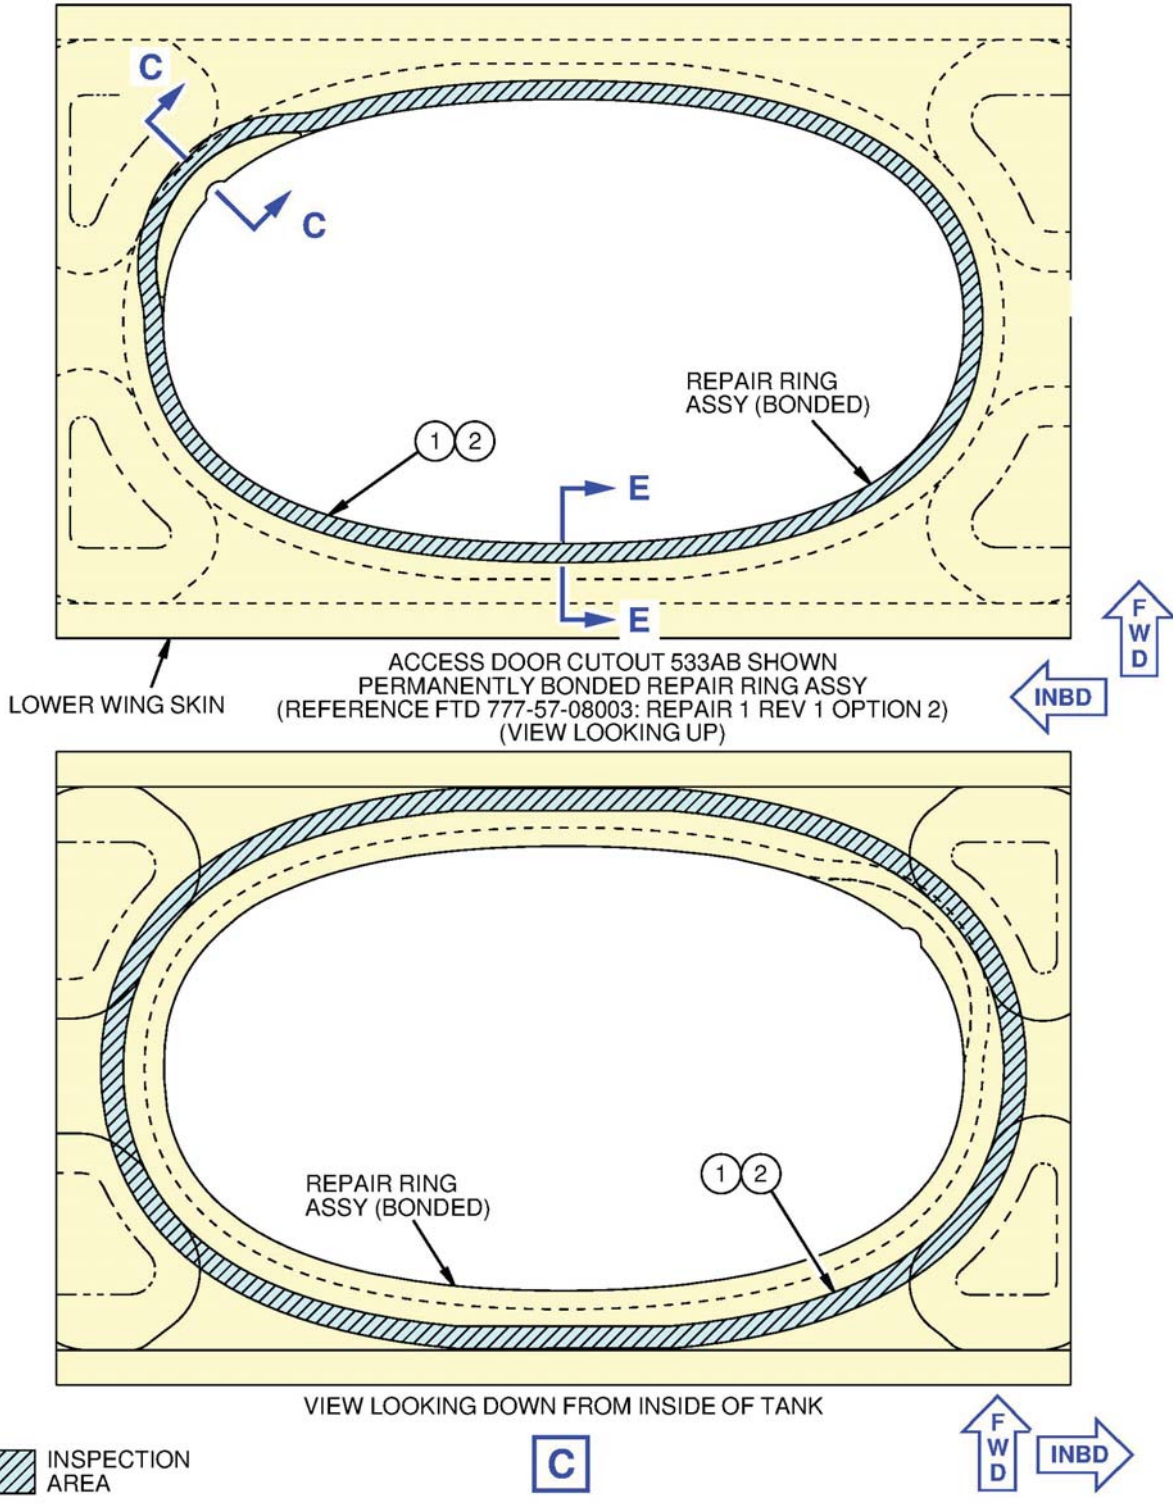 C
C
REPAIR RING
ASSY (BONDED)
1 2
E
E
FWD
LOWER WING SKIN
ACCESS DOOR CUTOUT 533AB SHOWN
PERMANENTLY BONDED REPAIR RING ASSY
(REFERENCE FTD 777-57-08003: REPAIR 1 REV 1 OPTION 2)
(VIEW LOOKING UP)
INBD
REPAIR RING
ASSY (BONDED)
1 2
VIEW LOOKING DOWN FROM INSIDE OF TANK
INSPECTION
AREA
C
FWD
INBD